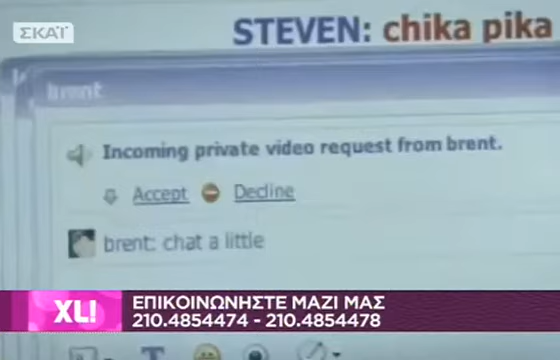 ΣΚΑΪ
STEVEN: chika pika
brent
Incoming private video request from brent.
Accept Decline
brent: chat a little
XL!
ΕΠΙΚΟΙΝΩΝΗΣΤΕ ΜΑΖΙ ΜΑΣ
210.4854474 - 210.4854478